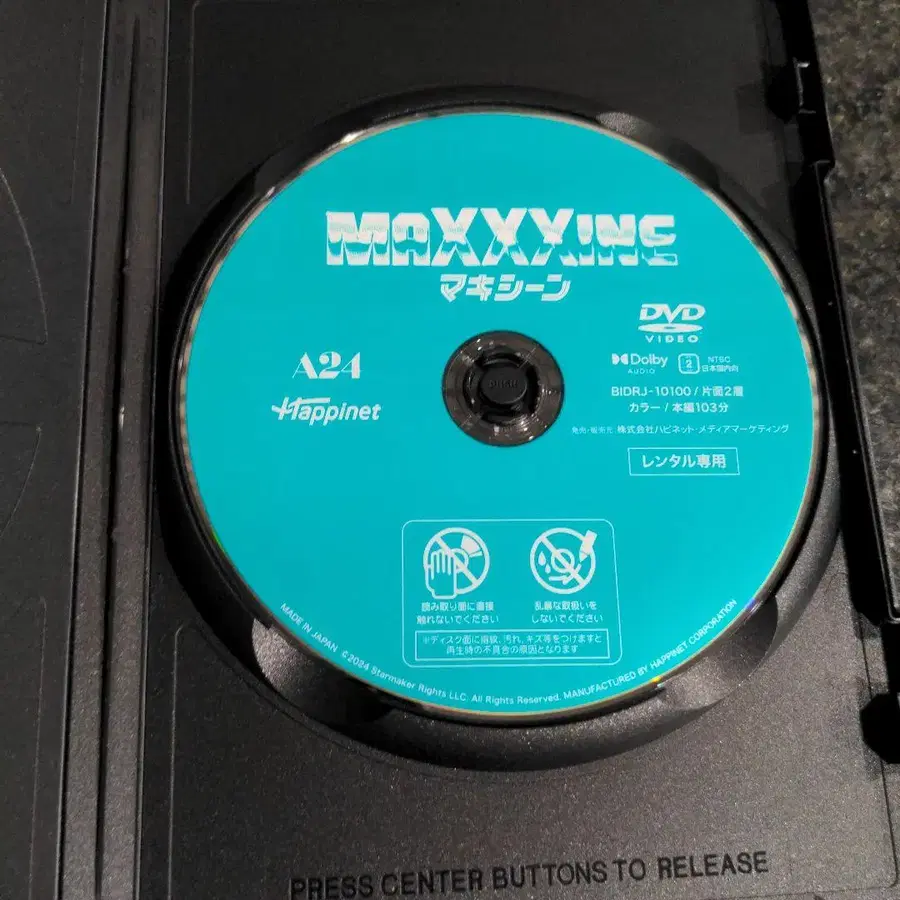 MAXXXINE
マキシーン
DVD
VIDEO
A24
Happinet
Dolby
AUDIO
2
NTSC
日本国内向
BIDRJ-10100 / 片面2層
カラー / 本編103分
発売・販売元:株式会社ハピネット・メディアマーケティング
レンタル専用
PUSH
読み取り面に直接
触れないでください
乱暴な取扱いを
しないでください
※ディスク面に指紋、汚れ、キズ等をつけますと
再生時の不具合の原因となります
MADE IN JAPAN ©2024 Starmaker Rights LLC. All Rights Reserved. MANUFACTURED BY HAPPINET CORPORATION
PRESS CENTER BUTTONS TO RELEASE